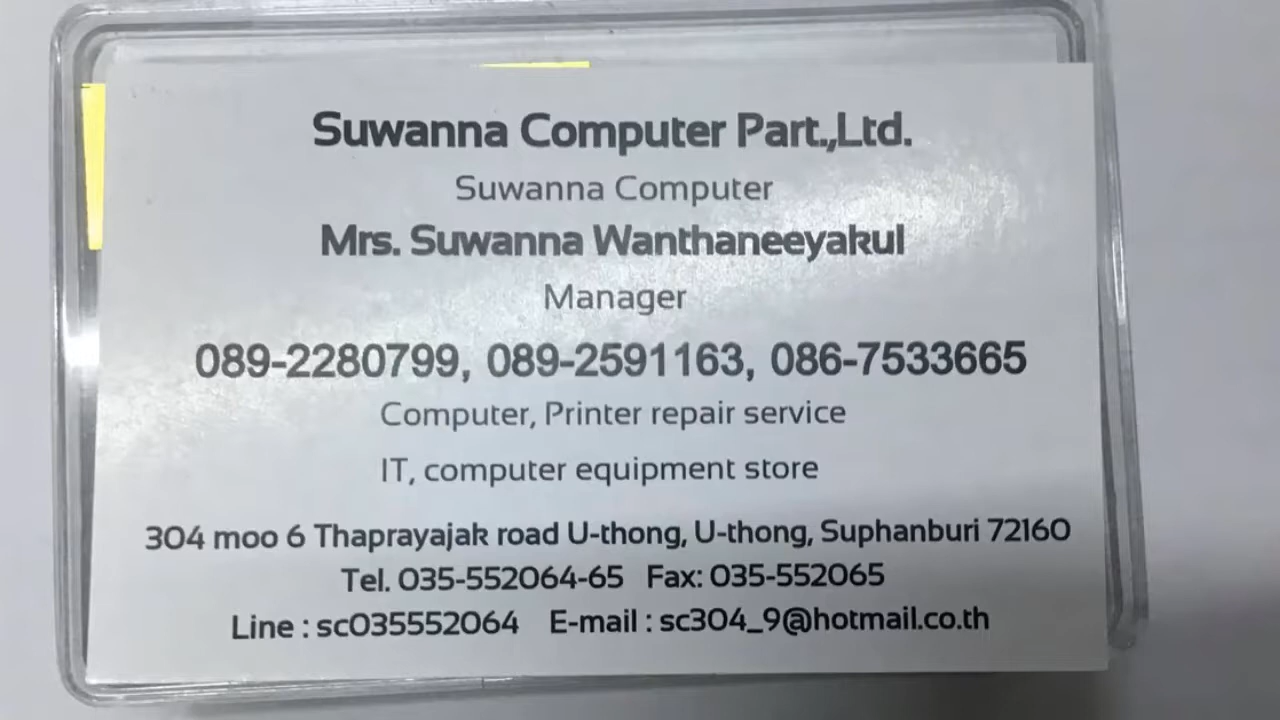 Suwanna Computer Part.,Ltd.
Suwanna Computer
Mrs. Suwanna Wanthaneeyakul
Manager
089-2280799, 089-2591163, 086-7533665
Computer, Printer repair service
IT, computer equipment store
304 moo 6 Thaprayajak road U-thong, U-thong, Suphanburi 72160
Tel. 035-552064-65 Fax: 035-552065
Line : sc035552064 E-mail : sc304_9@hotmail.co.th